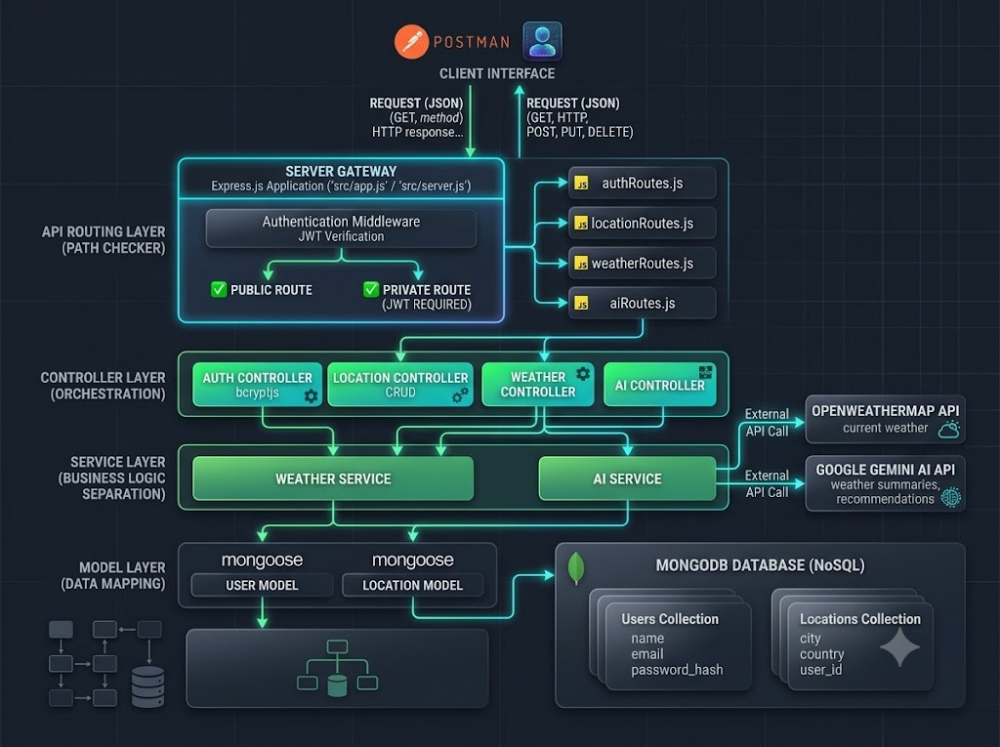 POSTMAN
CLIENT INTERFACE
REQUEST (JSON)
(GET, method)
HTTP response...
REQUEST (JSON)
(GET, HTTP,
POST, PUT, DELETE)
API ROUTING LAYER
(PATH CHECKER)
SERVER GATEWAY
Express.js Application ('src/app.js' / 'src/server.js')
Authentication Middleware
JWT Verification
PUBLIC ROUTE
PRIVATE ROUTE
(JWT REQUIRED)
JS authRoutes.js
JS locationRoutes.js
JS weatherRoutes.js
JS aiRoutes.js
CONTROLLER LAYER
(ORCHESTRATION)
AUTH CONTROLLER
bcryptjs
LOCATION CONTROLLER
CRUD
WEATHER
CONTROLLER
AI CONTROLLER
SERVICE LAYER
(BUSINESS LOGIC
SEPARATION)
WEATHER SERVICE
AI SERVICE
External
API Call
OPENWEATHERMAP API
current weather
External
API Call
GOOGLE GEMINI AI API
weather summaries,
recommendations
MODEL LAYER
(DATA MAPPING)
mongoose
USER MODEL
mongoose
LOCATION MODEL
MONGODB DATABASE (NoSQL)
Users Collection
name
email
password_hash
Locations Collection
city
country
user_id